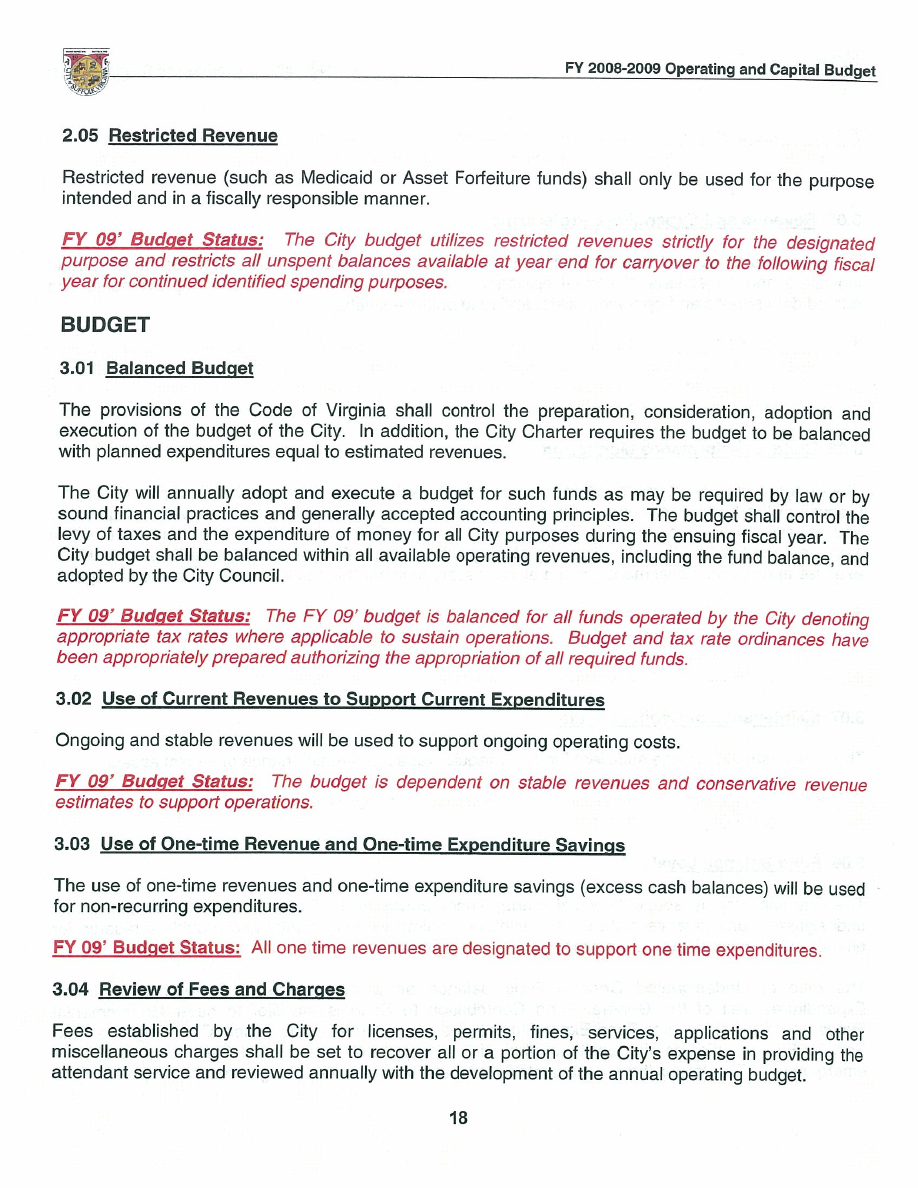 FY 2008-2009 Operating and Capital Budget
2.05 Restricted Revenue
Restricted revenue (such as Medicaid or Asset Forfeiture funds) shall only be used for the purpose
intended and in a fiscally responsible manner.
FY 09' Budget Status: The City budget utilizes restricted revenues strictly for the designated
purpose and restricts all unspent balances available at year end for carryover to the following fiscal
year for continued identified spending purposes.
BUDGET
3.01 Balanced Budget
The provisions of the Code of Virginia shall control the preparation, consideration, adoption and
execution of the budget of the City. In addition, the City Charter requires the budget to be balanced
with planned expenditures equal to estimated revenues.
The City will annually adopt and execute a budget for such funds as may be required by law or by
sound financial practices and generally accepted accounting principles. The budget shall control the
levy of taxes and the expenditure of money for all City purposes during the ensuing fiscal year. The
City budget shall be balanced within all available operating revenues, including the fund balance, and
adopted by the City Council.
FY 09' Budget Status: The FY 09' budget is balanced for all funds operated by the City denoting
appropriate tax rates where applicable to sustain operations. Budget and tax rate ordinances have
been appropriately prepared authorizing the appropriation of all required funds.
3.02 Use of Current Revenues to Support Current Expenditures
Ongoing and stable revenues will be used to support ongoing operating costs.
FY 09' Budget Status: The budget is dependent on stable revenues and conservative revenue
estimates to support operations.
3.03 Use of One-time Revenue and One-time Expenditure Savings
The use of one-time revenues and one-time expenditure savings (excess cash balances) will be used
for non-recurring expenditures.
FY 09' Budget Status: All one time revenues are designated to support one time expenditures.
3.04 Review of Fees and Charges
Fees established by the City for licenses, permits, fines, services, applications and other
miscellaneous charges shall be set to recover all or a portion of the City's expense in providing the
attendant service and reviewed annually with the development of the annual operating budget.
18